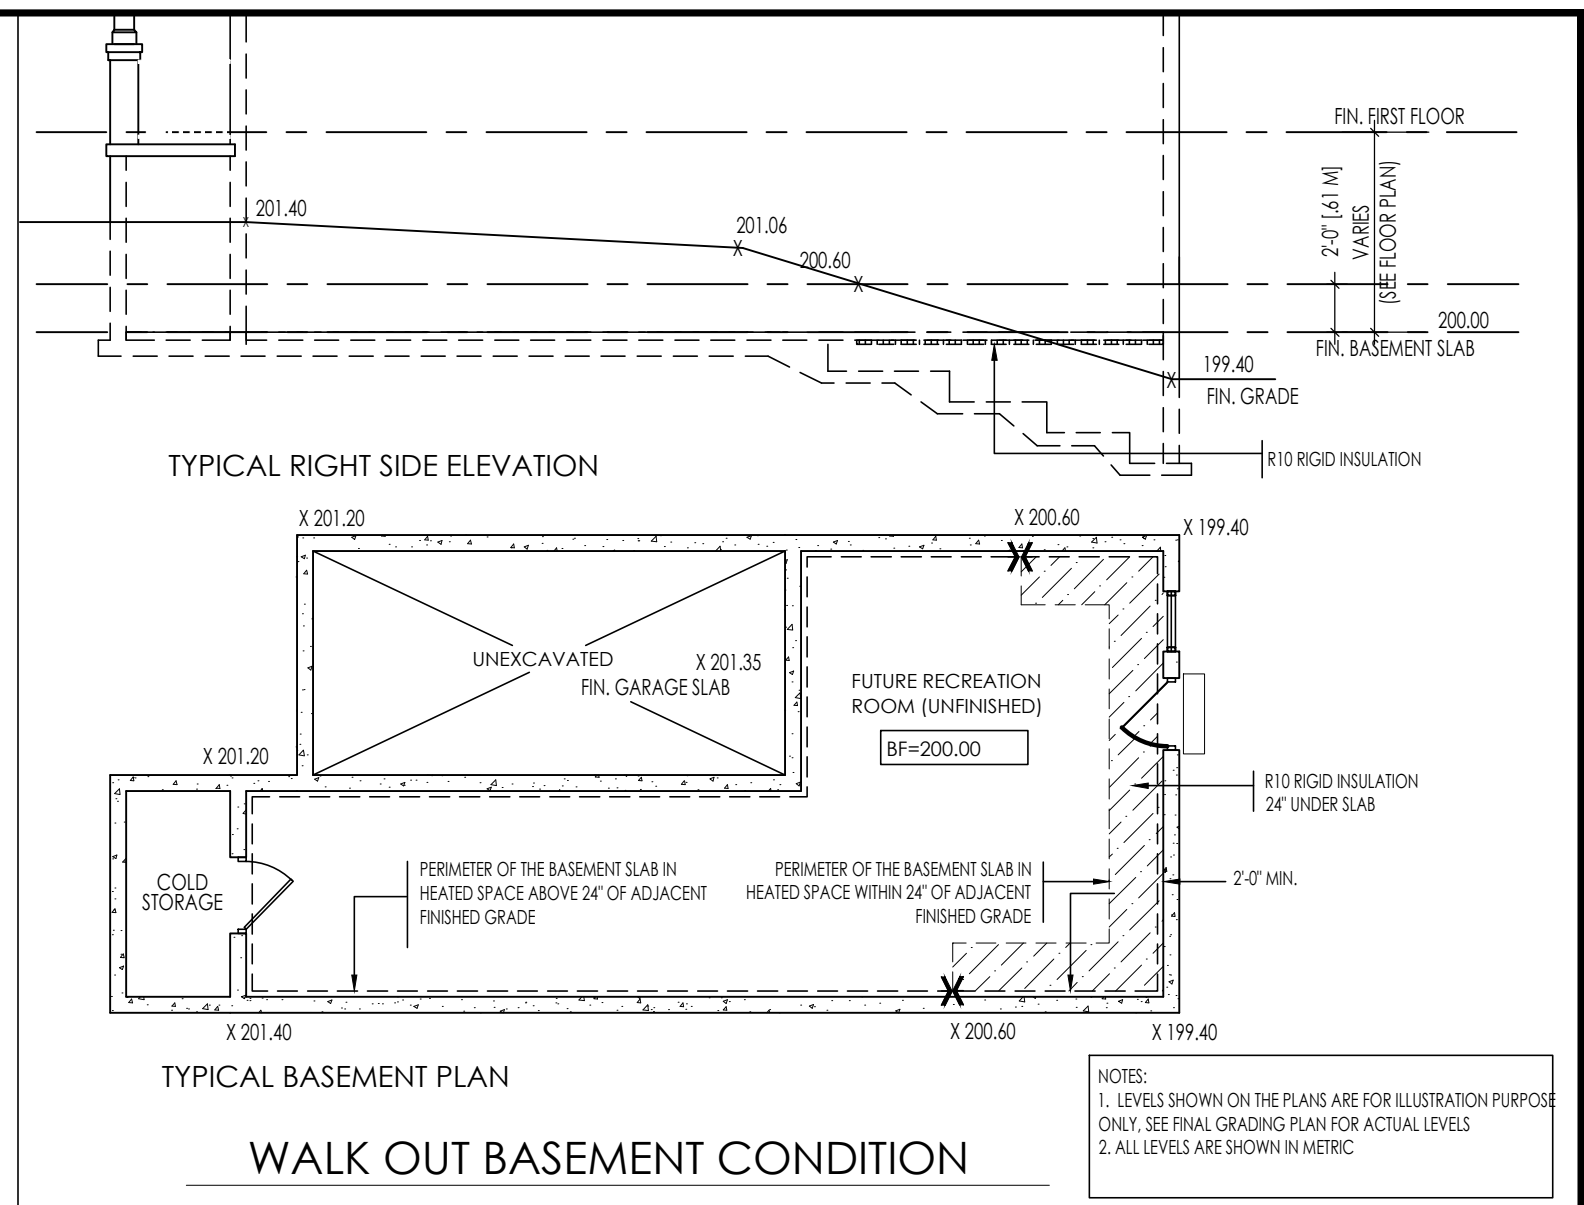 FIN. FIRST FLOOR
2'-0" [.61 M]
VARIES
(SEE FLOOR PLAN)
201.40
201.06
200.60
200.00
FIN. BASEMENT SLAB
199.40
FIN. GRADE
R10 RIGID INSULATION
TYPICAL RIGHT SIDE ELEVATION
X 201.20
X 200.60
X 199.40
UNEXCAVATED
X 201.35
FIN. GARAGE SLAB
FUTURE RECREATION
ROOM (UNFINISHED)
BF=200.00
X 201.20
R10 RIGID INSULATION
24" UNDER SLAB
COLD
STORAGE
PERIMETER OF THE BASEMENT SLAB IN
HEATED SPACE ABOVE 24" OF ADJACENT
FINISHED GRADE
PERIMETER OF THE BASEMENT SLAB IN
HEATED SPACE WITHIN 24" OF ADJACENT
FINISHED GRADE
2'-0" MIN.
X 201.40
X 200.60
X 199.40
TYPICAL BASEMENT PLAN
NOTES:
1. LEVELS SHOWN ON THE PLANS ARE FOR ILLUSTRATION PURPOSE
ONLY, SEE FINAL GRADING PLAN FOR ACTUAL LEVELS
2. ALL LEVELS ARE SHOWN IN METRIC
WALK OUT BASEMENT CONDITION